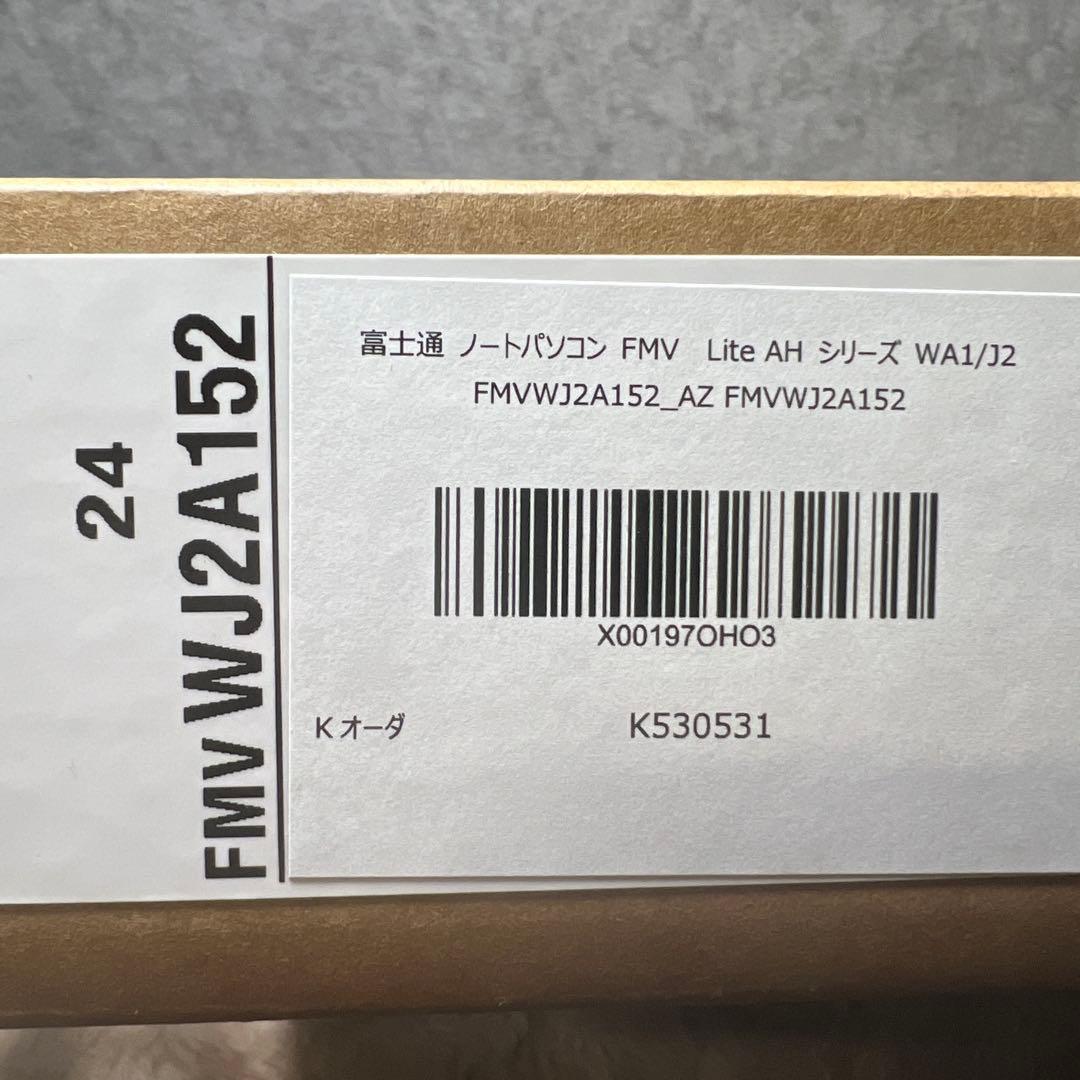 24
FMV WJ2A152
富士通 ノートパソコン FMV Lite AH シリーズ WA1/J2
FMVWJ2A152_AZ FMVWJ2A152
X00197OHO3
K オーダ K530531